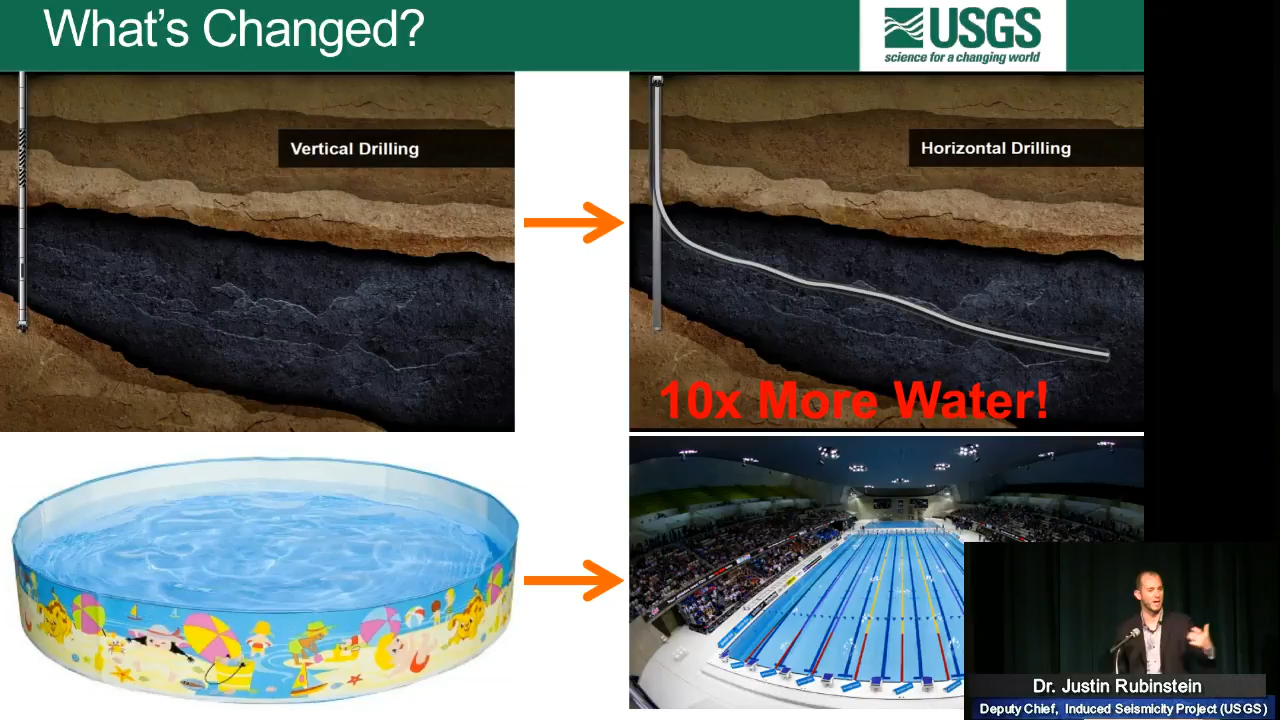 What's Changed?
USGS
science for a changing world
Vertical Drilling
Horizontal Drilling
10x More Water!
Dr. Justin Rubinstein
Deputy Chief, Induced Seismicity Project (USGS)